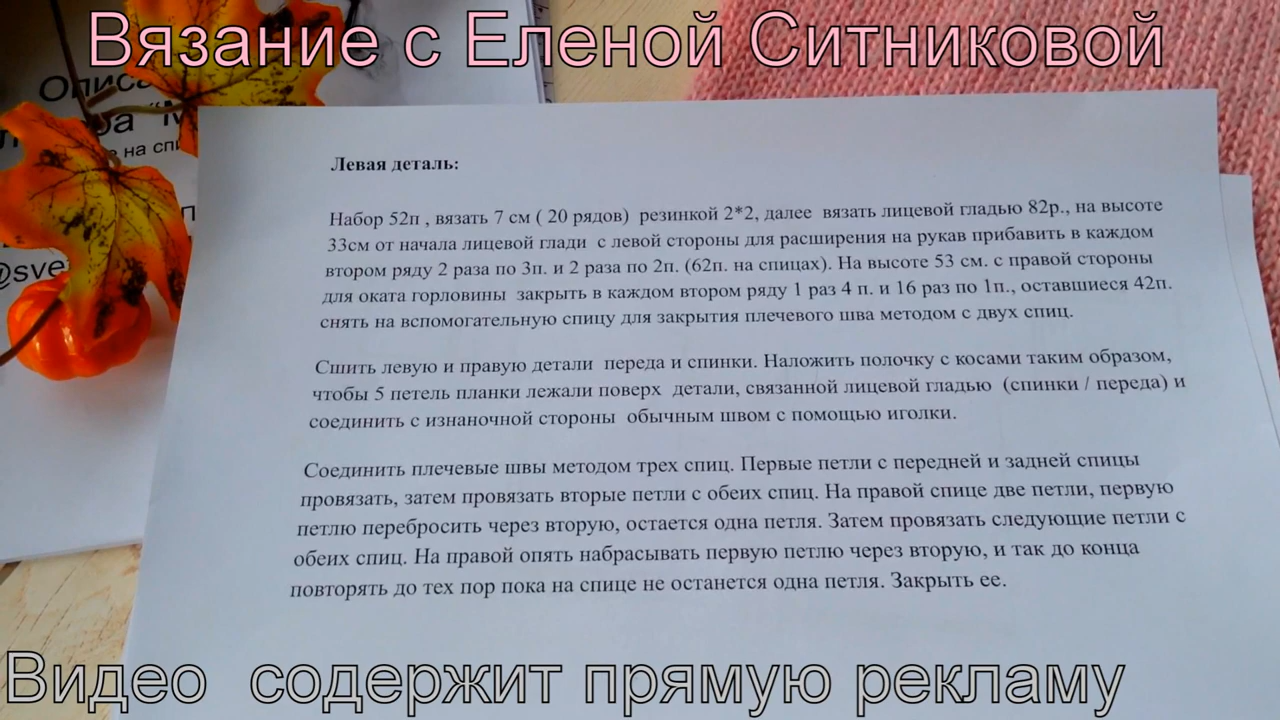 Вязание с Еленой Ситниковой
на спи
@sve
Левая деталь:
Набор 52п , вязать 7 см ( 20 рядов) резинкой 2*2, далее вязать лицевой гладью 82р., на высоте
33см от начала лицевой глади с левой стороны для расширения на рукав прибавить в каждом
втором ряду 2 раза по 3п. и 2 раза по 2п. (62п. на спицах). На высоте 53 см. с правой стороны
для оката горловины закрыть в каждом втором ряду 1 раз 4 п. и 16 раз по 1п., оставшиеся 42п.
снять на вспомогательную спицу для закрытия плечевого шва методом с двух спиц.
Сшить левую и правую детали переда и спинки. Наложить полочку с косами таким образом,
чтобы 5 петель планки лежали поверх детали, связанной лицевой гладью (спинки / переда) и
соединить с изнаночной стороны обычным швом с помощью иголки.
Соединить плечевые швы методом трех спиц. Первые петли с передней и задней спицы
провязать, затем провязать вторые петли с обеих спиц. На правой спице две петли, первую
петлю перебросить через вторую, остается одна петля. Затем провязать следующие петли с
обеих спиц. На правой опять набрасывать первую петлю через вторую, и так до конца
повторять до тех пор пока на спице не останется одна петля. Закрыть ее.
Видео содержит прямую рекламу